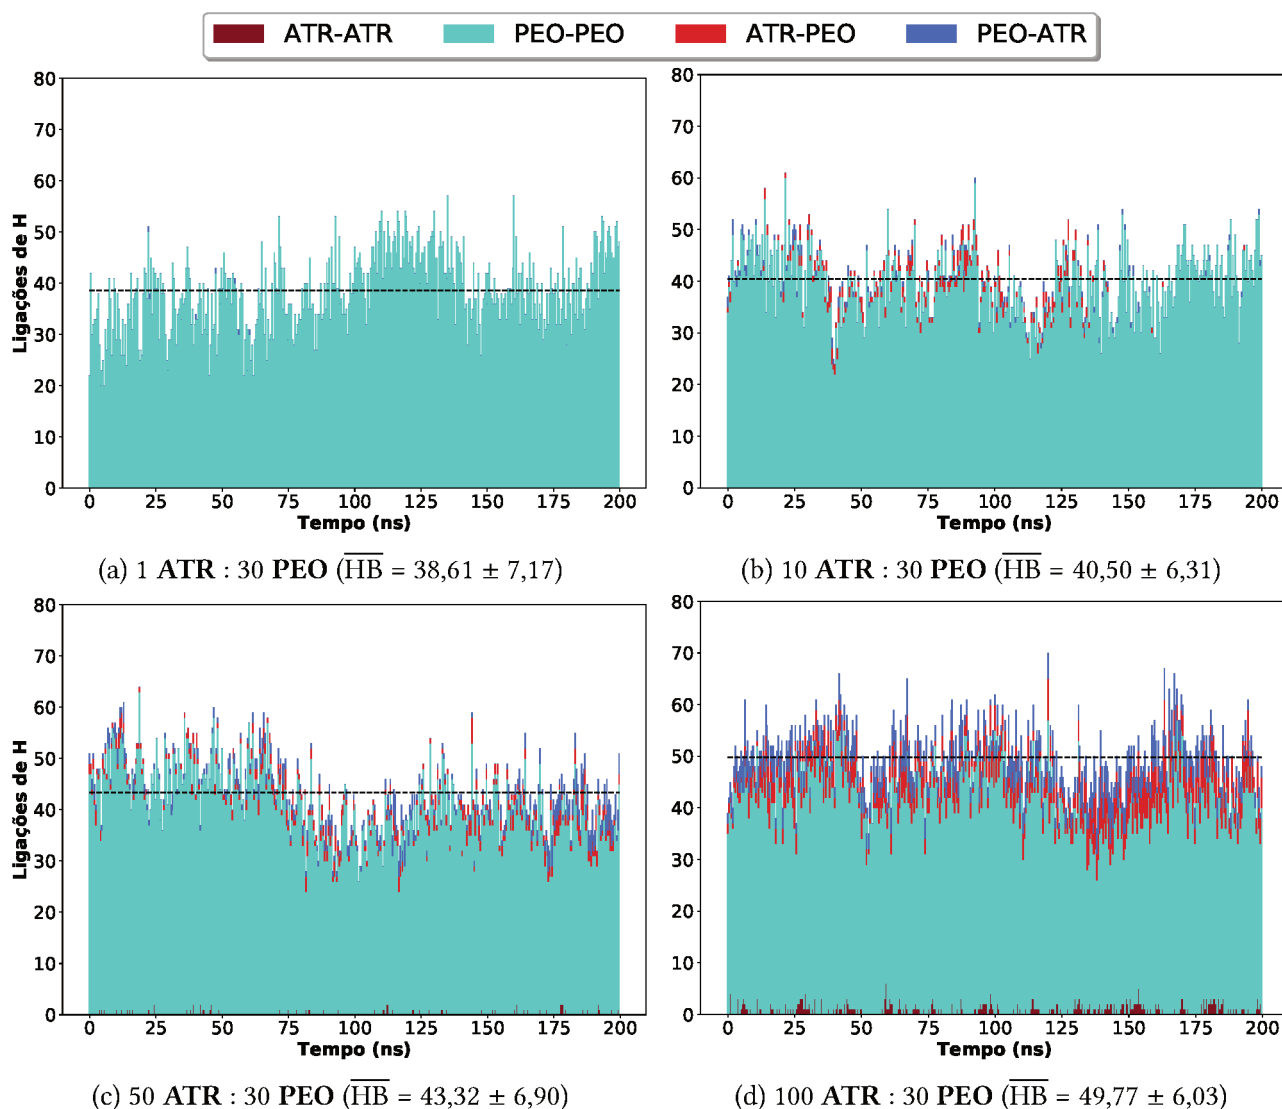 ATR-ATR PEO-PEO ATR-PEO PEO-ATR
80
70
60
50
40
30
20
10
0
Ligações de H
0 25 50 75 100 125 150 175 200
Tempo (ns)
(a) 1 ATR : 30 PEO (HB = 38,61 ± 7,17)
80
70
60
50
40
30
20
10
0
0 25 50 75 100 125 150 175 200
Tempo (ns)
(b) 10 ATR : 30 PEO (HB = 40,50 ± 6,31)
80
70
60
50
40
30
20
10
0
Ligações de H
0 25 50 75 100 125 150 175 200
Tempo (ns)
(c) 50 ATR : 30 PEO (HB = 43,32 ± 6,90)
80
70
60
50
40
30
20
10
0
0 25 50 75 100 125 150 175 200
Tempo (ns)
(d) 100 ATR : 30 PEO (HB = 49,77 ± 6,03)